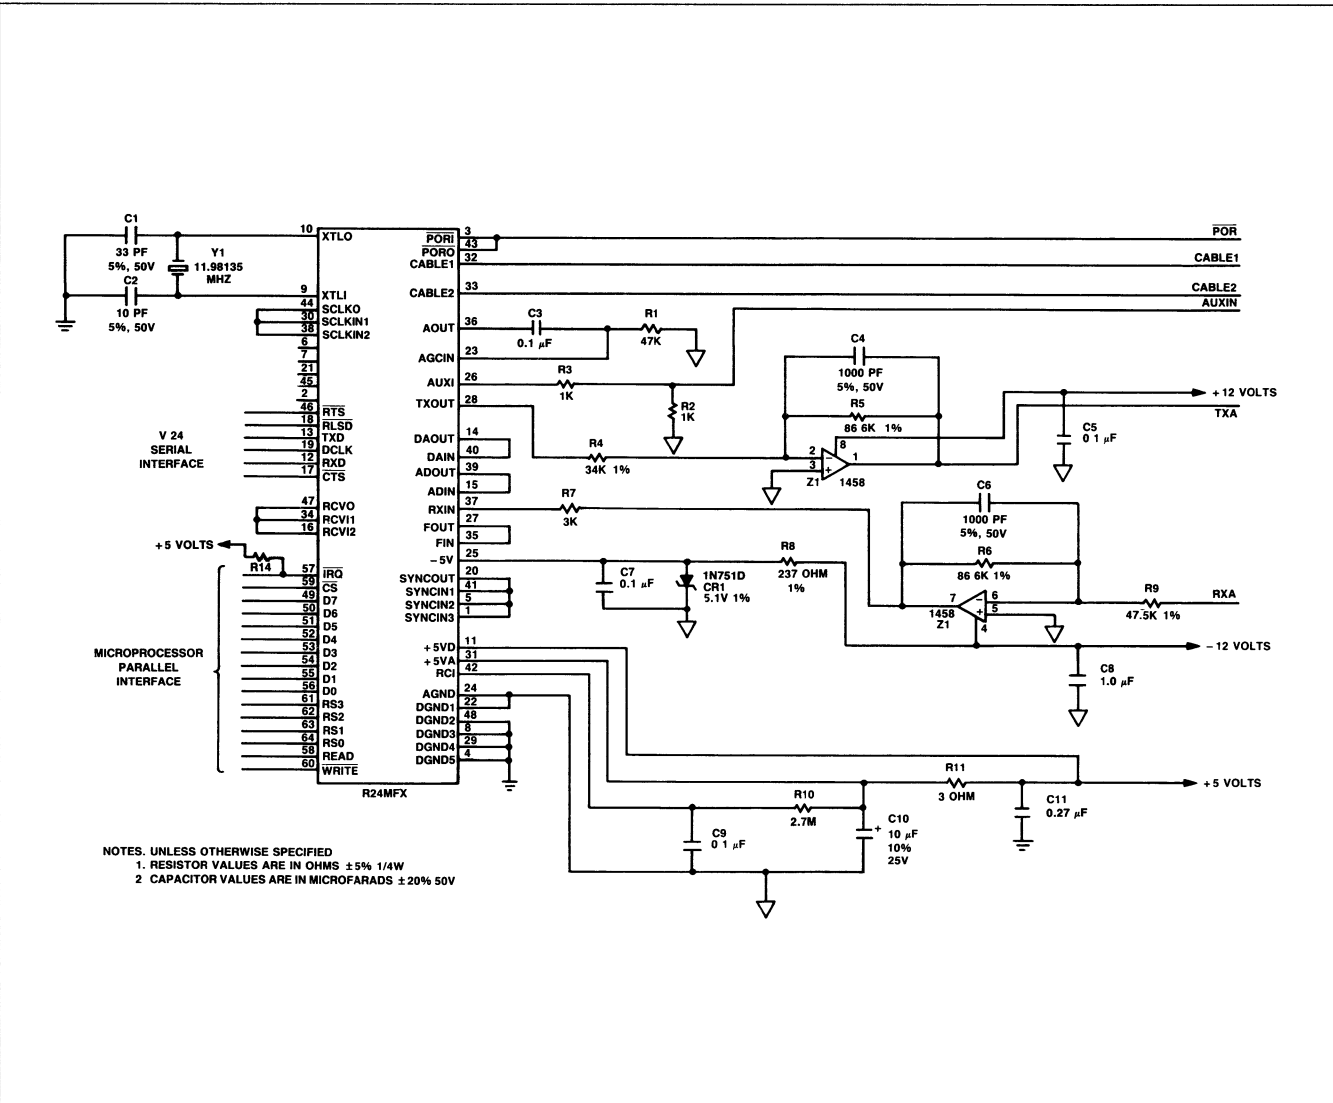 C1
33 PF
5%, 50V
C2
10 PF
5%, 50V
Y1
11.98135
MHZ
10 XTLO
9 XTLI
44 SCLKO
30 SCLKIN1
38 SCLKIN2
6
7
21
45
2
46 RTS
18 RLSD
13 TXD
19 DCLK
12 RXD
17 CTS
V 24
SERIAL
INTERFACE
47 RCVO
34 RCVI1
16 RCVI2
+5 VOLTS
R14
57 IRQ
59 CS
49 D7
50 D6
51 D5
52 D4
53 D3
54 D2
55 D1
56 D0
61 RS3
62 RS2
63 RS1
64 RS0
58 READ
60 WRITE
MICROPROCESSOR
PARALLEL
INTERFACE
R24MFX
PORI 3
PORO 43
CABLE1 32
CABLE2 33
AOUT 36
AGCIN 23
AUXI 26
TXOUT 28
DAOUT 14
DAIN 40
ADOUT 39
ADIN 15
RXIN 37
FOUT 27
FIN 35
-5V 25
SYNCOUT 20
SYNCIN1 41
SYNCIN2 5
SYNCIN3 1
+5VD 11
+5VA 31
RCI 42
AGND 24
DGND1 22
DGND2 48
DGND3 8
DGND4 29
DGND5 4
POR
CABLE1
CABLE2
AUXIN
C3
0.1 µF
R1
47K
R3
1K
R2
1K
R4
34K 1%
C4
1000 PF
5%, 50V
R5
86 6K 1%
2
3
8
1
-
+
Z1 1458
+12 VOLTS
TXA
C5
0 1 µF
R7
3K
C6
1000 PF
5%, 50V
R6
86 6K 1%
7
6
5
4
-
+
1458
Z1
R9
47.5K 1%
RXA
C7
0.1 µF
1N751D
CR1
5.1V 1%
R8
237 OHM
1%
-12 VOLTS
C8
1.0 µF
R11
3 OHM
+5 VOLTS
C11
0.27 µF
R10
2.7M
C9
0 1 µF
+
C10
10 µF
10%
25V
NOTES. UNLESS OTHERWISE SPECIFIED
1. RESISTOR VALUES ARE IN OHMS ±5% 1/4W
2 CAPACITOR VALUES ARE IN MICROFARADS ±20% 50V